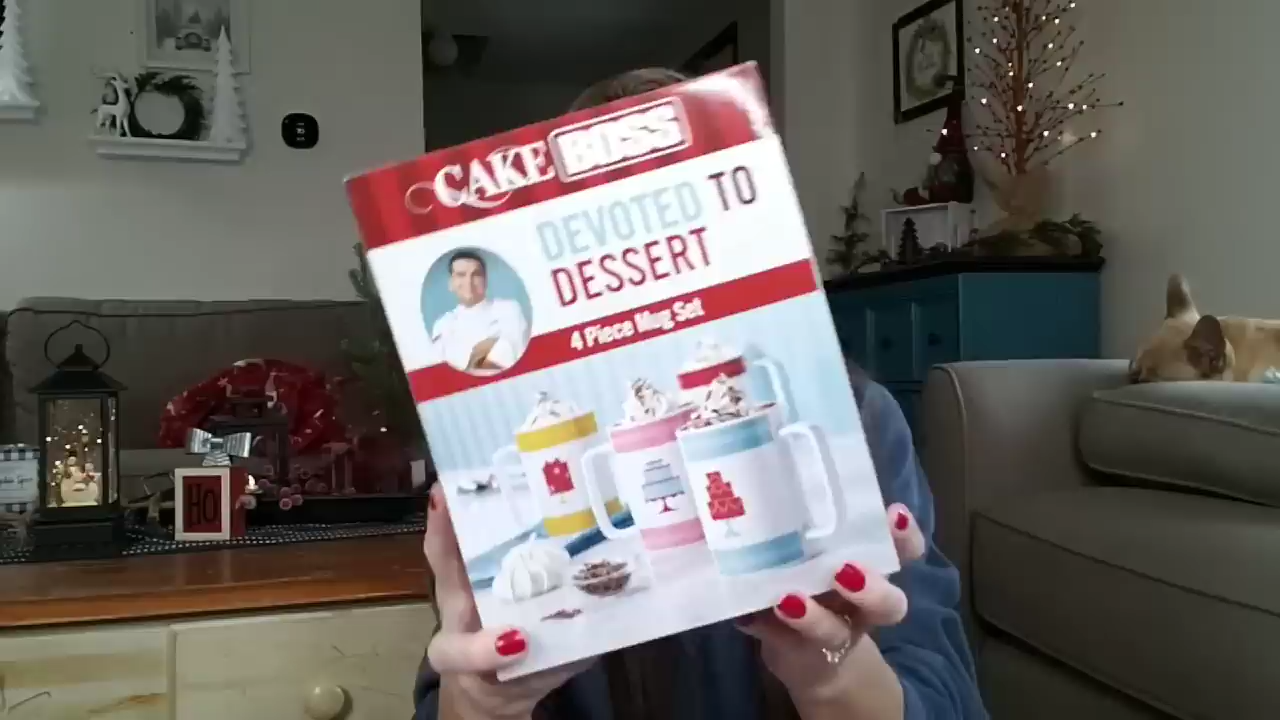 CAKE BOSS
DEVOTED TO
DESSERT
4 Piece Mug Set
HO